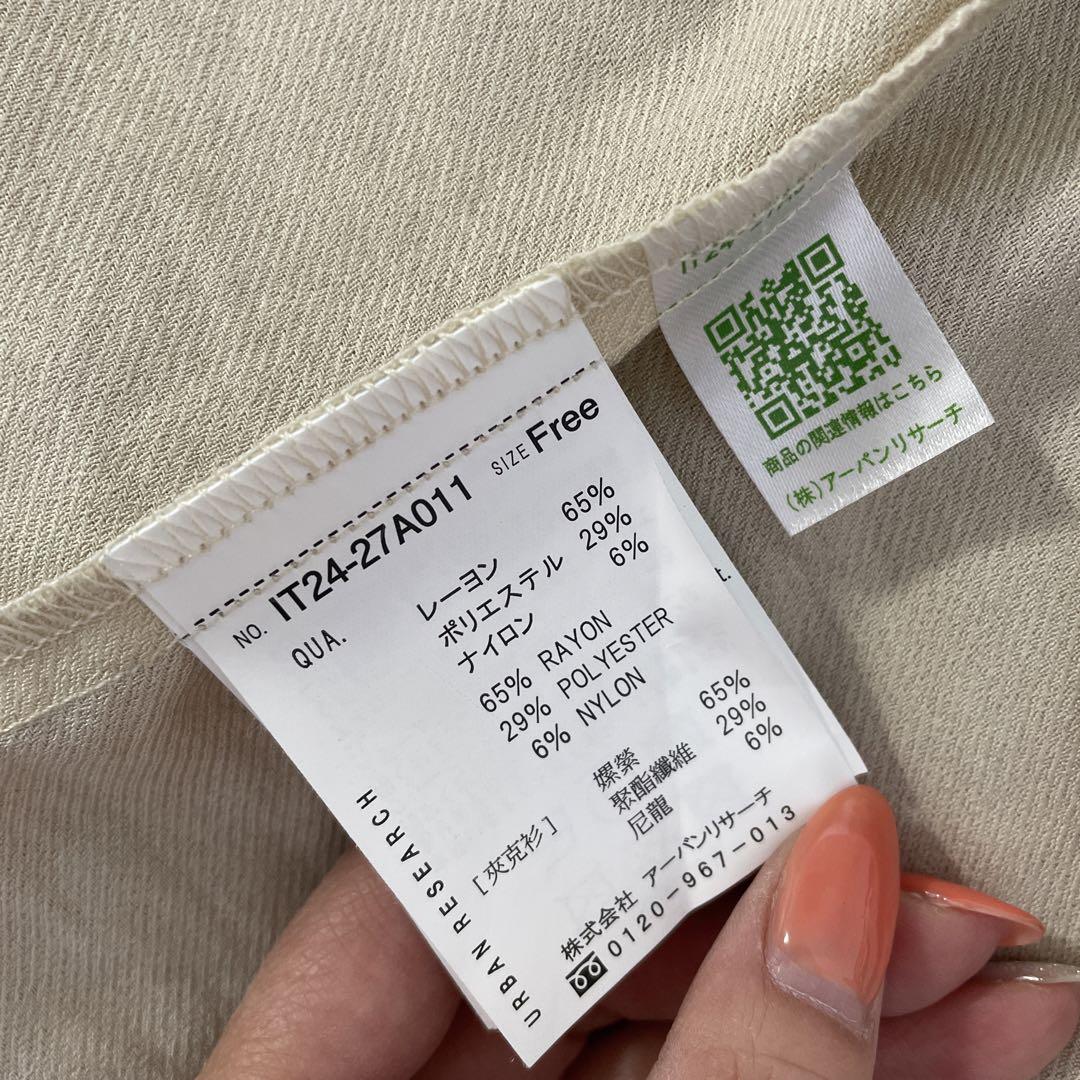 NO. IT24-27A011 SIZE Free
QUA.
レーヨン 65%
ポリエステル 29%
ナイロン 6%
65% RAYON
29% POLYESTER
6% NYLON
嫘縈 65%
聚酯纖維 29%
尼龍 6%
[夾克衫]
URBAN RESEARCH
株式会社 アーバンリサーチ
0120-967-013
t.
IT24
商品の関連情報はこちら
(株)アーバンリサーチ